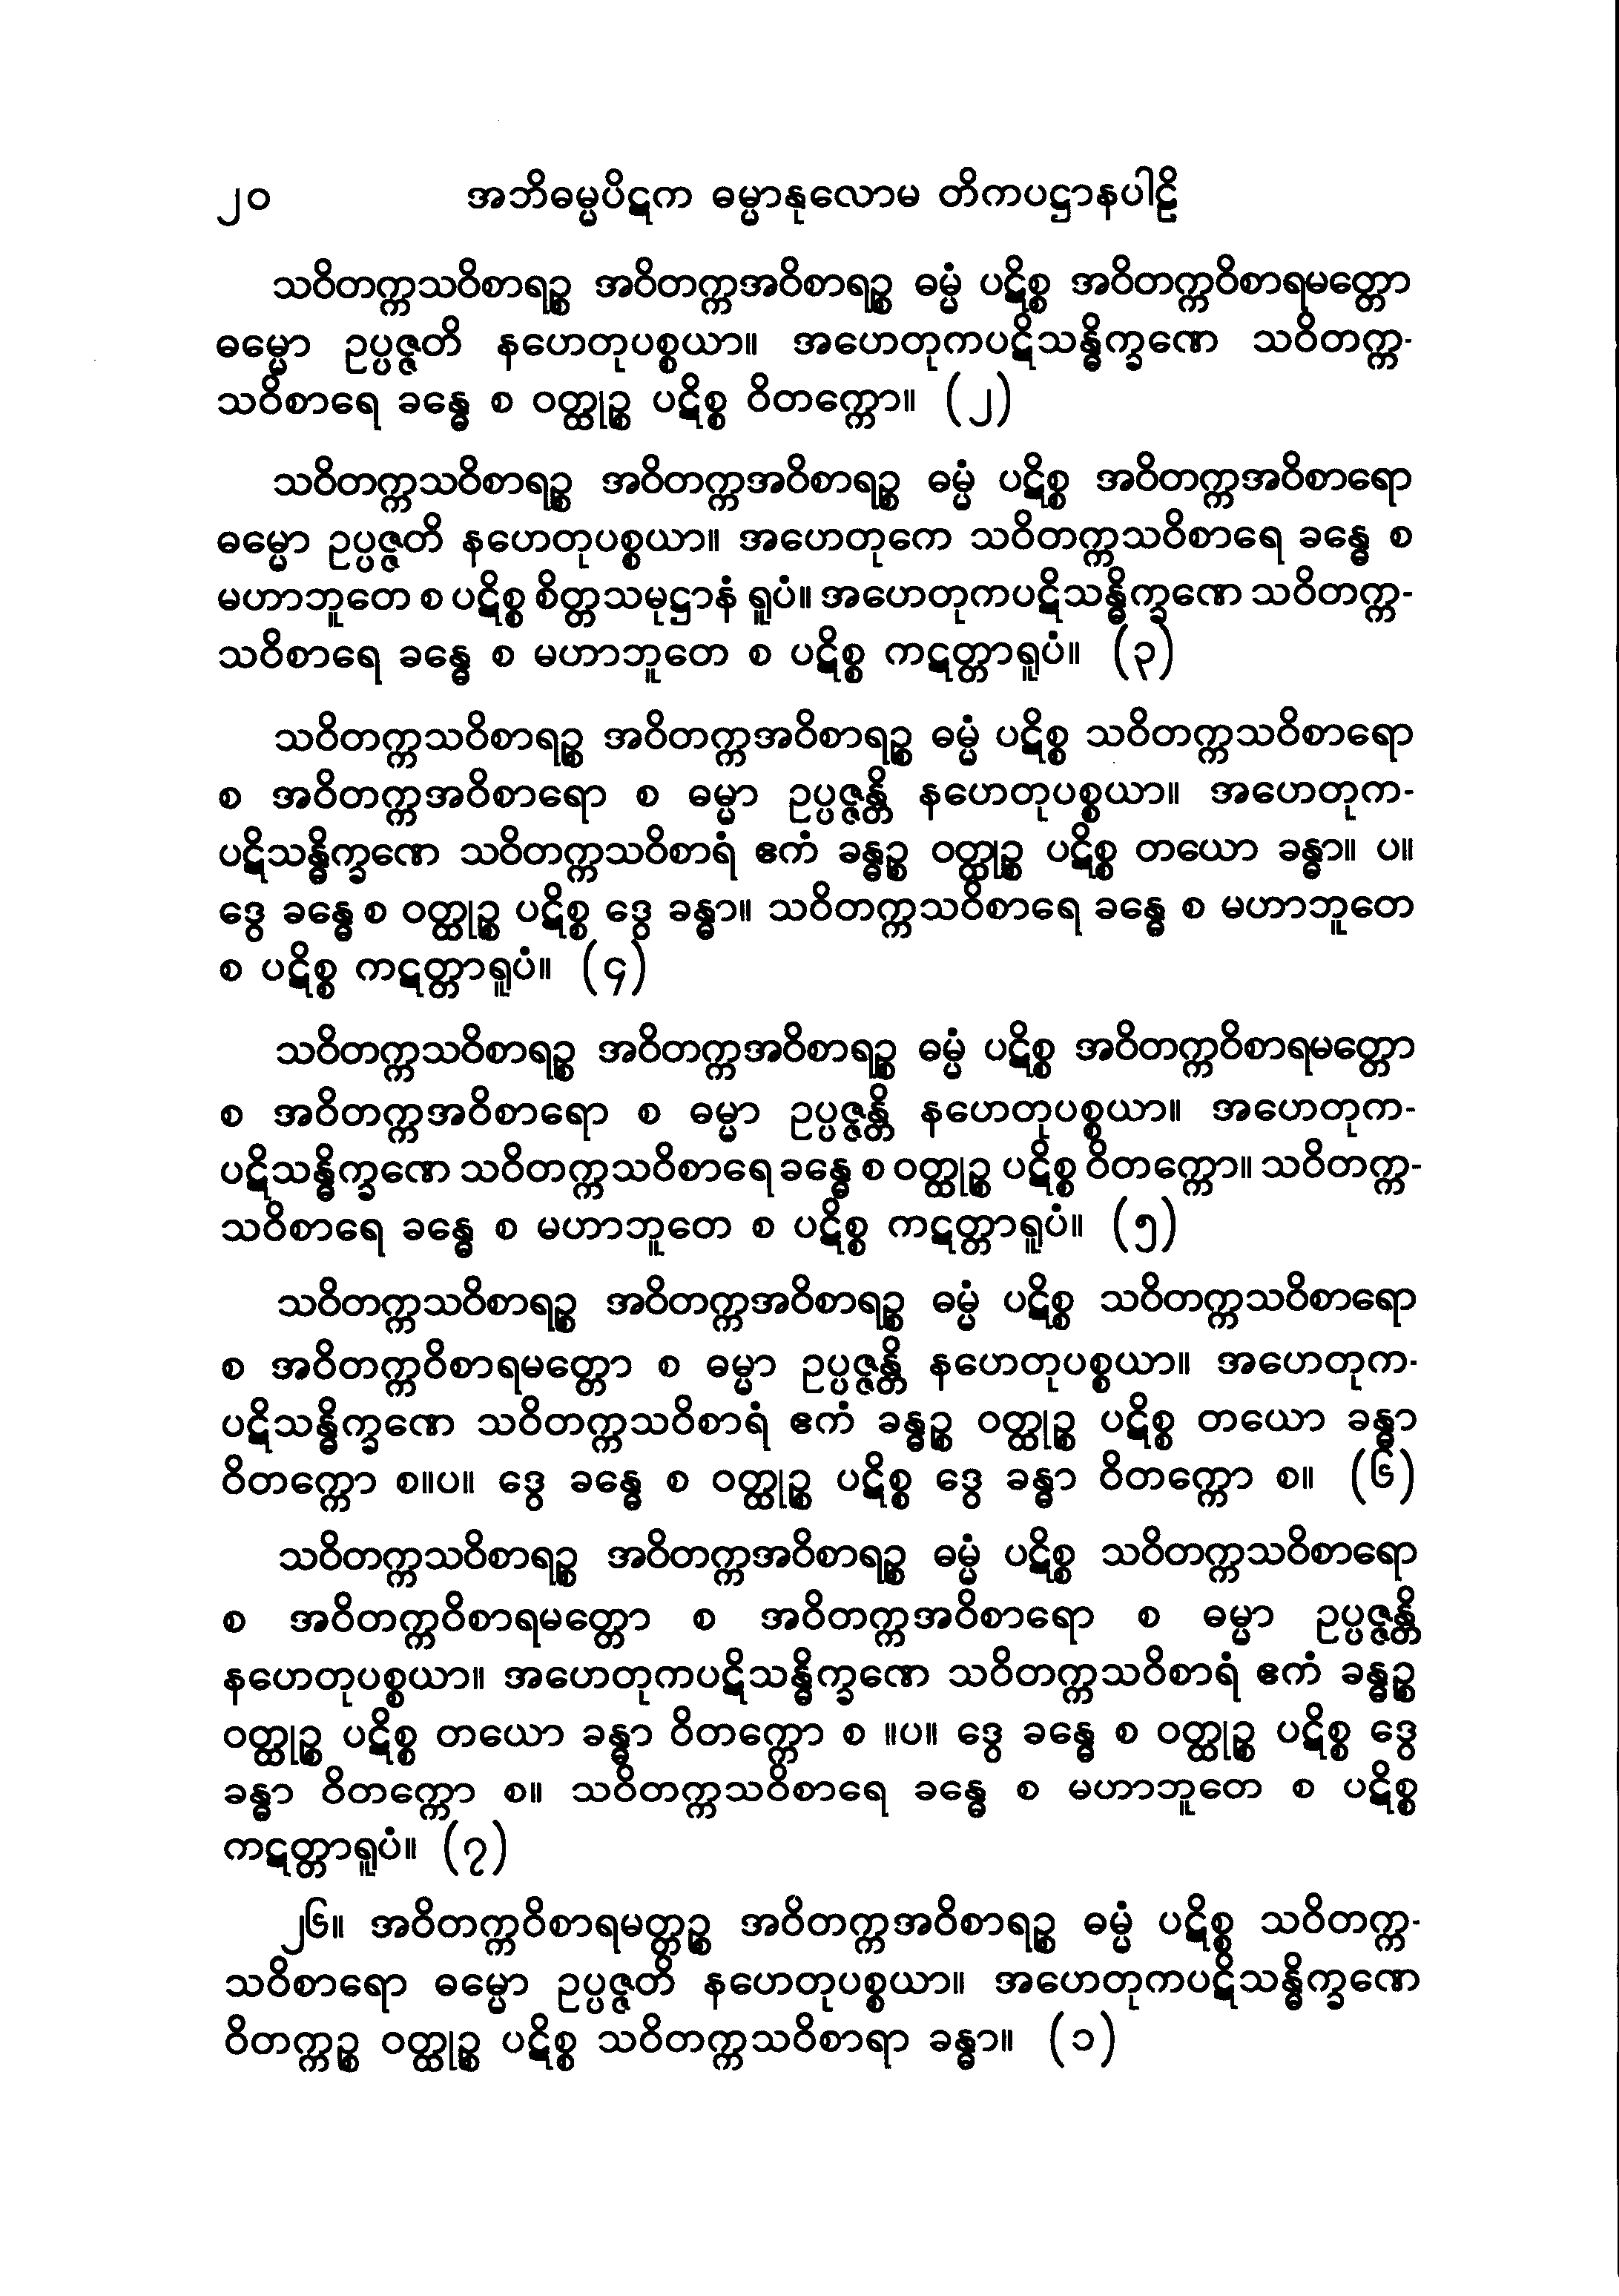 ၂၀ အဘိဓမ္မပိဋက ဓမ္မာနုလောမ တိကပဋ္ဌာနပါဠိ
သဝိတက္ကသဝိစာရဉ္စ အဝိတက္ကအဝိစာရဉ္စ ဓမ္မံ ပဋိစ္စ အဝိတက္ကဝိစာရမတ္တော
ဓမ္မော ဥပ္ပဇ္ဇတိ နဟေတုပစ္စယာ။ အဟေတုကပဋိသန္ဓိက္ခဏေ သဝိတက္က-
သဝိစာရေ ခန္ဓေ စ ဝတ္ထုဉ္စ ပဋိစ္စ ဝိတက္ကော။ (၂)
သဝိတက္ကသဝိစာရဉ္စ အဝိတက္ကအဝိစာရဉ္စ ဓမ္မံ ပဋိစ္စ အဝိတက္ကအဝိစာရော
ဓမ္မော ဥပ္ပဇ္ဇတိ နဟေတုပစ္စယာ။ အဟေတုကေ သဝိတက္ကသဝိစာရေ ခန္ဓေ စ
မဟာဘူတေ စ ပဋိစ္စ စိတ္တသမုဋ္ဌာနံ ရူပံ။ အဟေတုကပဋိသန္ဓိက္ခဏေ သဝိတက္က-
သဝိစာရေ ခန္ဓေ စ မဟာဘူတေ စ ပဋိစ္စ ကဋတ္တာရူပံ။ (၃)
သဝိတက္ကသဝိစာရဉ္စ အဝိတက္ကအဝိစာရဉ္စ ဓမ္မံ ပဋိစ္စ သဝိတက္ကသဝိစာရော
စ အဝိတက္ကအဝိစာရော စ ဓမ္မာ ဥပ္ပဇ္ဇန္တိ နဟေတုပစ္စယာ။ အဟေတုက-
ပဋိသန္ဓိက္ခဏေ သဝိတက္ကသဝိစာရံ ဧကံ ခန္ဓဉ္စ ဝတ္ထုဉ္စ ပဋိစ္စ တယော ခန္ဓာ။ ပ။
ဒွေ ခန္ဓေ စ ဝတ္ထုဉ္စ ပဋိစ္စ ဒွေ ခန္ဓာ။ သဝိတက္ကသဝိစာရေ ခန္ဓေ စ မဟာဘူတေ
စ ပဋိစ္စ ကဋတ္တာရူပံ။ (၄)
သဝိတက္ကသဝိစာရဉ္စ အဝိတက္ကအဝိစာရဉ္စ ဓမ္မံ ပဋိစ္စ အဝိတက္ကဝိစာရမတ္တော
စ အဝိတက္ကအဝိစာရော စ ဓမ္မာ ဥပ္ပဇ္ဇန္တိ နဟေတုပစ္စယာ။ အဟေတုက-
ပဋိသန္ဓိက္ခဏေ သဝိတက္ကသဝိစာရေ ခန္ဓေ စ ဝတ္ထုဉ္စ ပဋိစ္စ ဝိတက္ကော။ သဝိတက္က-
သဝိစာရေ ခန္ဓေ စ မဟာဘူတေ စ ပဋိစ္စ ကဋတ္တာရူပံ။ (၅)
သဝိတက္ကသဝိစာရဉ္စ အဝိတက္ကအဝိစာရဉ္စ ဓမ္မံ ပဋိစ္စ သဝိတက္ကသဝိစာရော
စ အဝိတက္ကဝိစာရမတ္တော စ ဓမ္မာ ဥပ္ပဇ္ဇန္တိ နဟေတုပစ္စယာ။ အဟေတုက-
ပဋိသန္ဓိက္ခဏေ သဝိတက္ကသဝိစာရံ ဧကံ ခန္ဓဉ္စ ဝတ္ထုဉ္စ ပဋိစ္စ တယော ခန္ဓာ
ဝိတက္ကော စ။ပ။ ဒွေ ခန္ဓေ စ ဝတ္ထုဉ္စ ပဋိစ္စ ဒွေ ခန္ဓာ ဝိတက္ကော စ။ (၆)
သဝိတက္ကသဝိစာရဉ္စ အဝိတက္ကအဝိစာရဉ္စ ဓမ္မံ ပဋိစ္စ သဝိတက္ကသဝိစာရော
စ အဝိတက္ကဝိစာရမတ္တော စ အဝိတက္ကအဝိစာရော စ ဓမ္မာ ဥပ္ပဇ္ဇန္တိ
နဟေတုပစ္စယာ။ အဟေတုကပဋိသန္ဓိက္ခဏေ သဝိတက္ကသဝိစာရံ ဧကံ ခန္ဓဉ္စ
ဝတ္ထုဉ္စ ပဋိစ္စ တယော ခန္ဓာ ဝိတက္ကော စ ။ပ။ ဒွေ ခန္ဓေ စ ဝတ္ထုဉ္စ ပဋိစ္စ ဒွေ
ခန္ဓာ ဝိတက္ကော စ။ သဝိတက္ကသဝိစာရေ ခန္ဓေ စ မဟာဘူတေ စ ပဋိစ္စ
ကဋတ္တာရူပံ။ (၇)
၂၆။ အဝိတက္ကဝိစာရမတ္တဉ္စ အဝိတက္ကအဝိစာရဉ္စ ဓမ္မံ ပဋိစ္စ သဝိတက္က-
သဝိစာရော ဓမ္မော ဥပ္ပဇ္ဇတိ နဟေတုပစ္စယာ။ အဟေတုကပဋိသန္ဓိက္ခဏေ
ဝိတက္ကဉ္စ ဝတ္ထုဉ္စ ပဋိစ္စ သဝိတက္ကသဝိစာရာ ခန္ဓာ။ (၁)